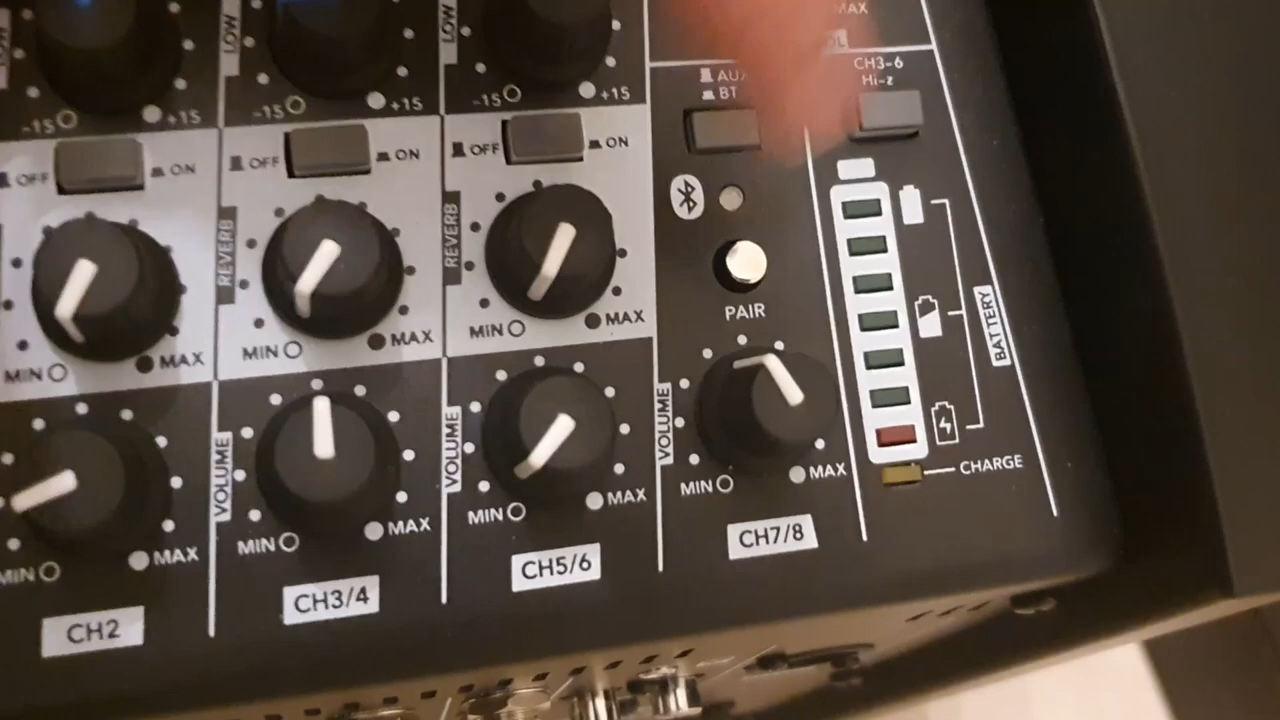 LOW
LOW
LOW
MAX
-15 +15
-15 +15
-15 +15
AUX
BT
CH3-6
Hi-z
OFF ON
OFF ON
OFF ON
REVERB
REVERB
PAIR
MIN MAX
MIN MAX
MIN MAX
BATTERY
VOLUME
VOLUME
VOLUME
MIN MAX
MIN MAX
MIN MAX
MIN MAX
CHARGE
CH2
CH3/4
CH5/6
CH7/8